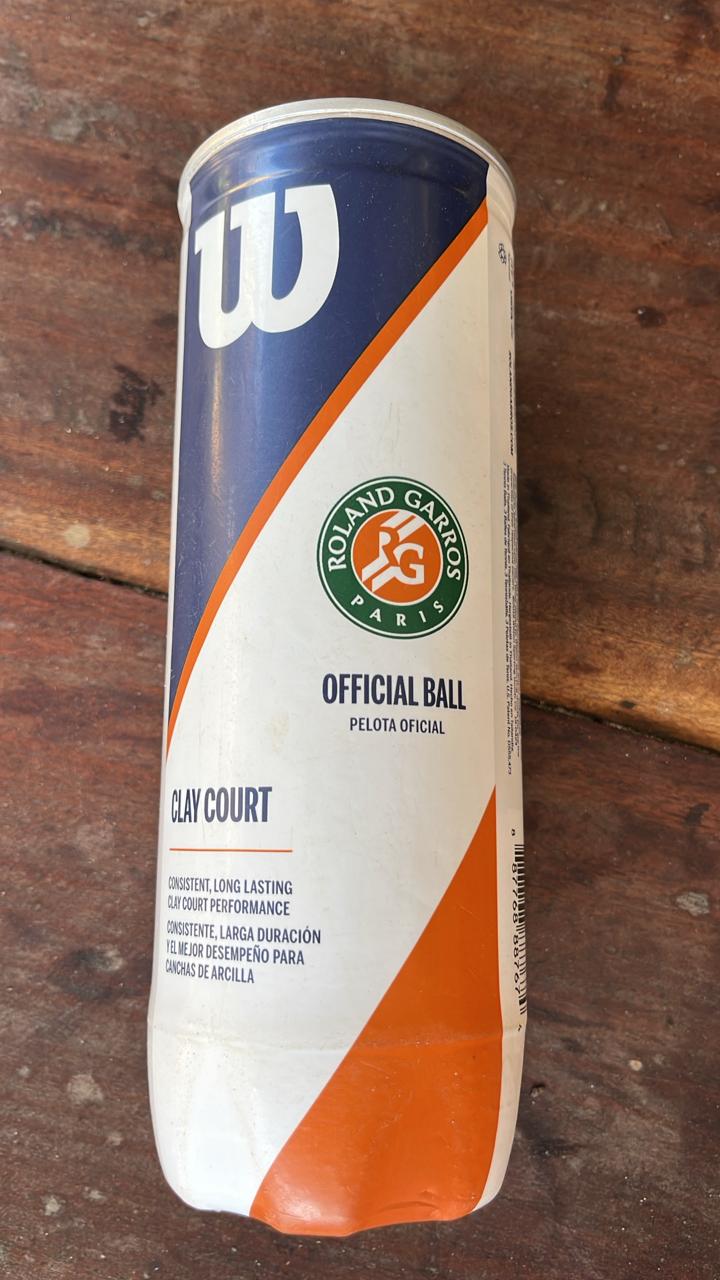 W
ROLAND GARROS
RG
PARIS
OFFICIAL BALL
PELOTA OFICIAL
CLAY COURT
CONSISTENT, LONG LASTING
CLAY COURT PERFORMANCE
CONSISTENTE, LARGA DURACIÓN
Y EL MEJOR DESEMPEÑO PARA
CANCHAS DE ARCILLA